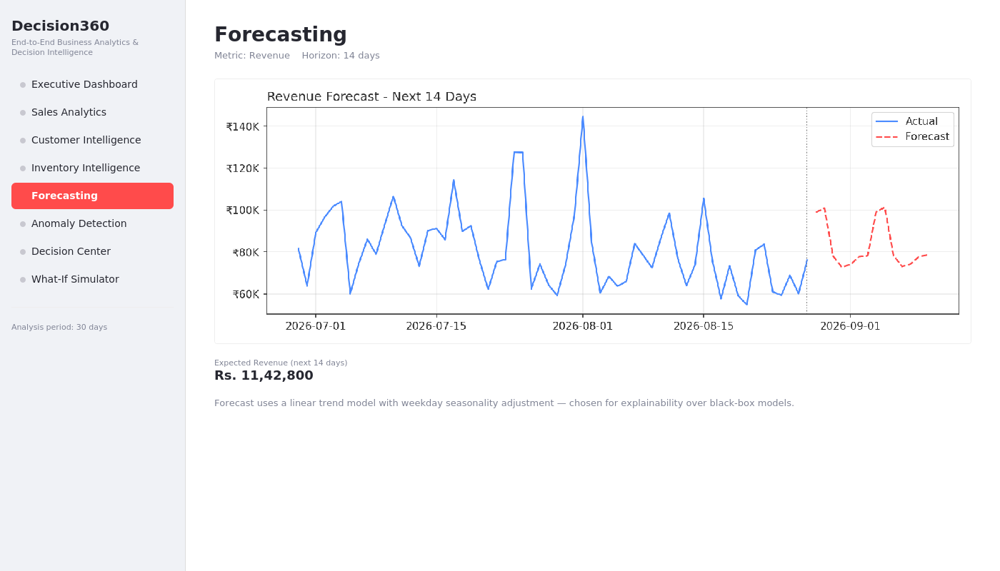 Decision360
End-to-End Business Analytics &
Decision Intelligence
Executive Dashboard
Sales Analytics
Customer Intelligence
Inventory Intelligence
Forecasting
Anomaly Detection
Decision Center
What-If Simulator
Analysis period: 30 days
Forecasting
Metric: Revenue Horizon: 14 days
Revenue Forecast - Next 14 Days
Actual
Forecast
₹140K
₹120K
₹100K
₹80K
₹60K
2026-07-01 2026-07-15 2026-08-01 2026-08-15 2026-09-01
Expected Revenue (next 14 days)
Rs. 11,42,800
Forecast uses a linear trend model with weekday seasonality adjustment — chosen for explainability over black-box models.